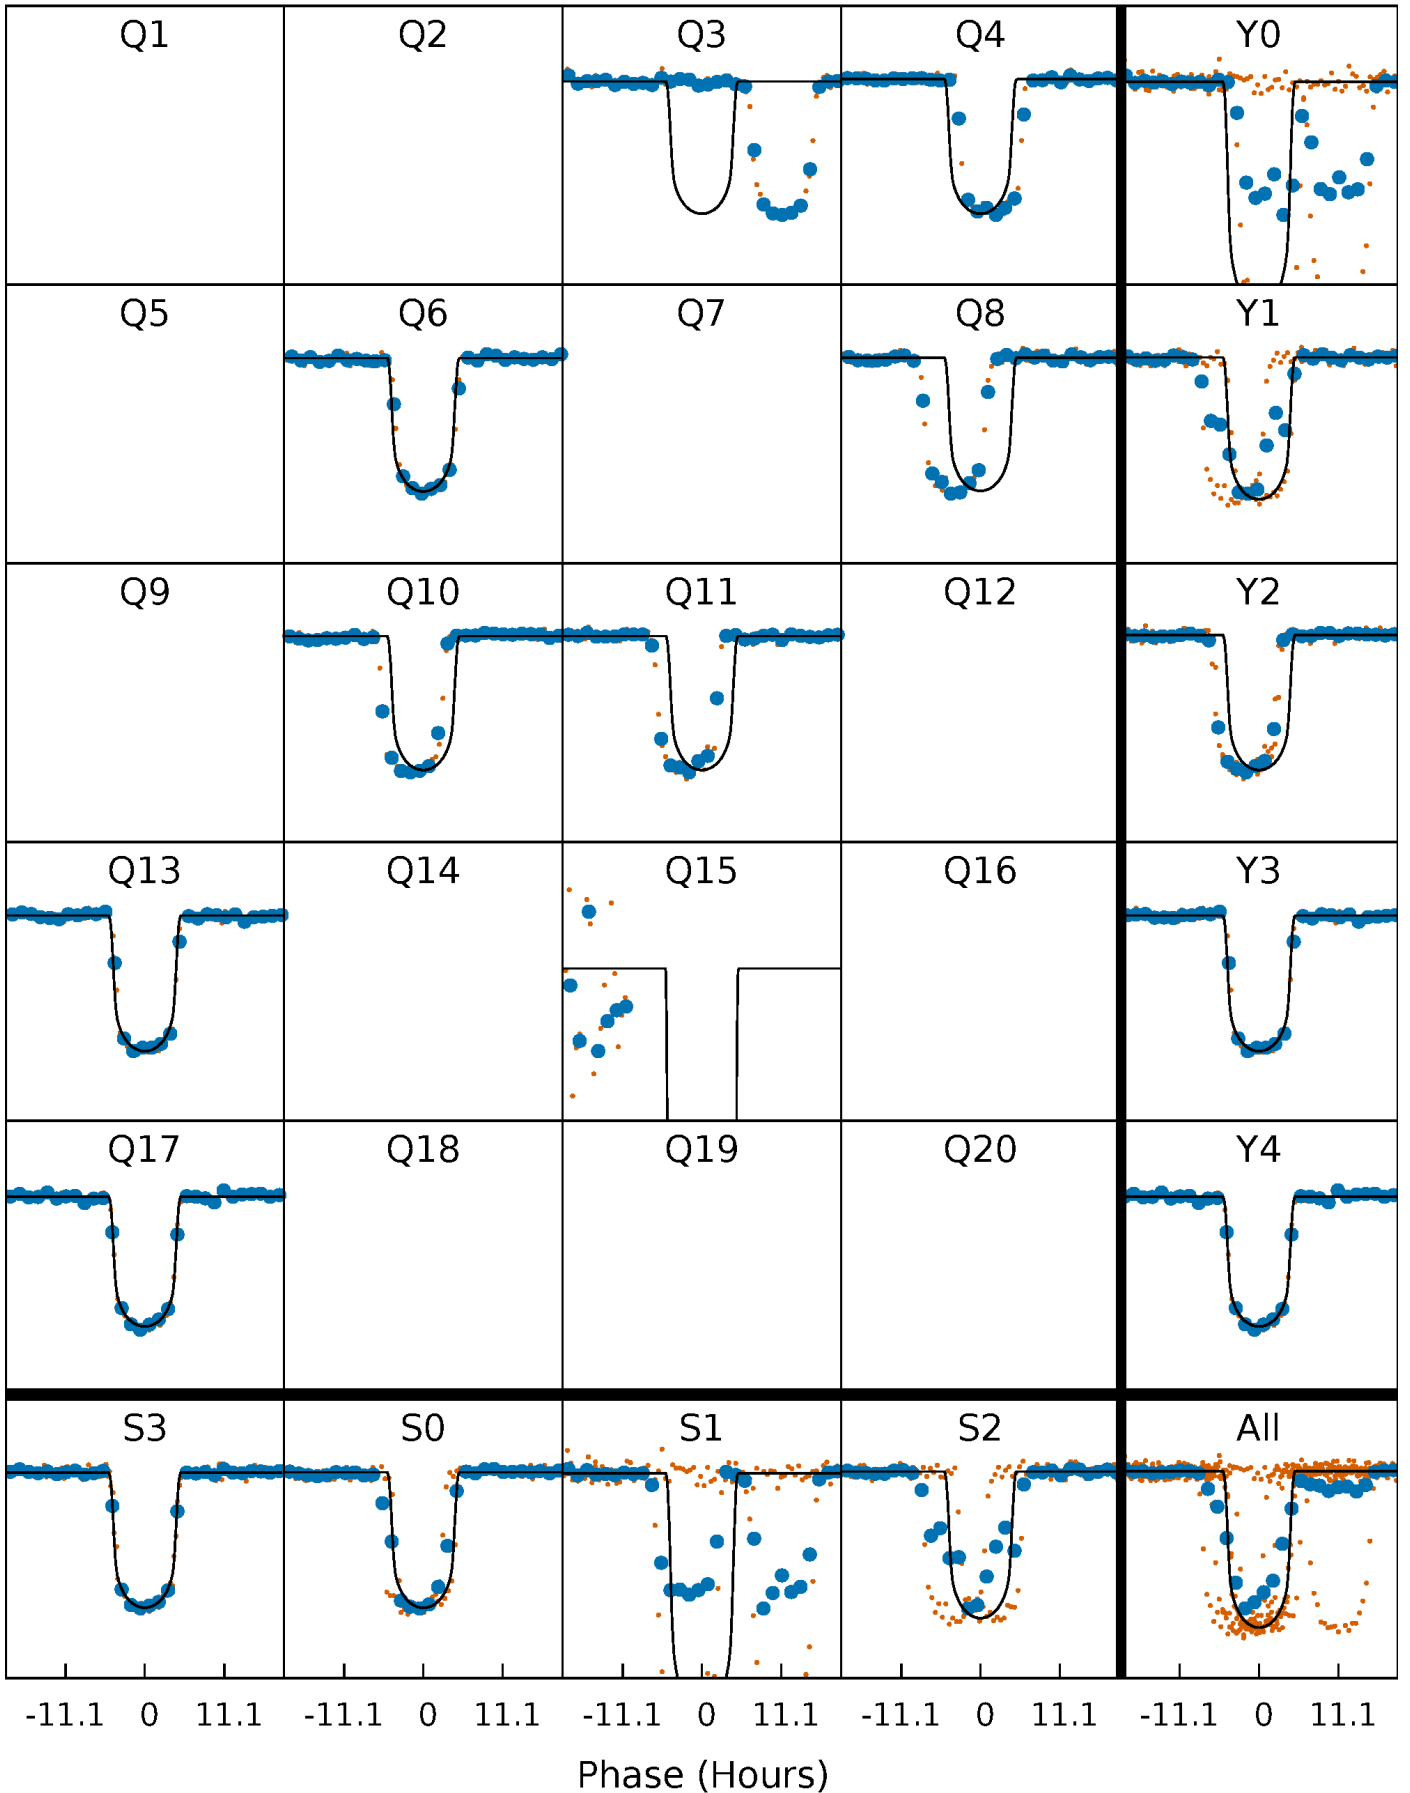 Q1 Q2 Q3 Q4 Y0
Q5 Q6 Q7 Q8 Y1
Q9 Q10 Q11 Q12 Y2
Q13 Q14 Q15 Q16 Y3
Q17 Q18 Q19 Q20 Y4
S3 S0 S1 S2 All
-11.1 0 11.1 -11.1 0 11.1 -11.1 0 11.1 -11.1 0 11.1 -11.1 0 11.1
Phase (Hours)